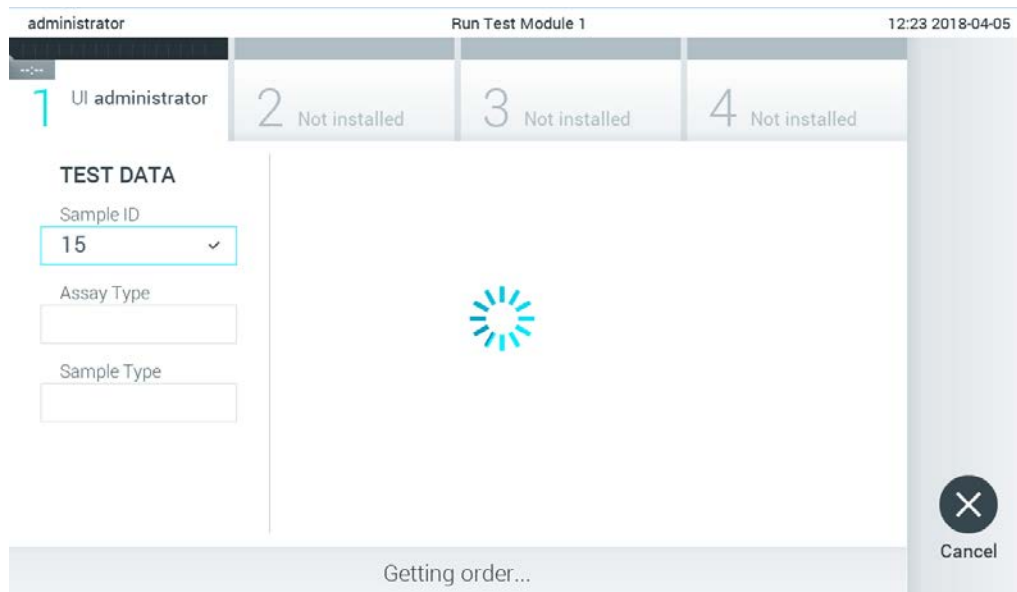 administrator Run Test Module 1 12:23 2018-04-05
--:--
1 UI administrator 2 Not installed 3 Not installed 4 Not installed
TEST DATA
Sample ID
15
Assay Type
Sample Type
Cancel
Getting order...